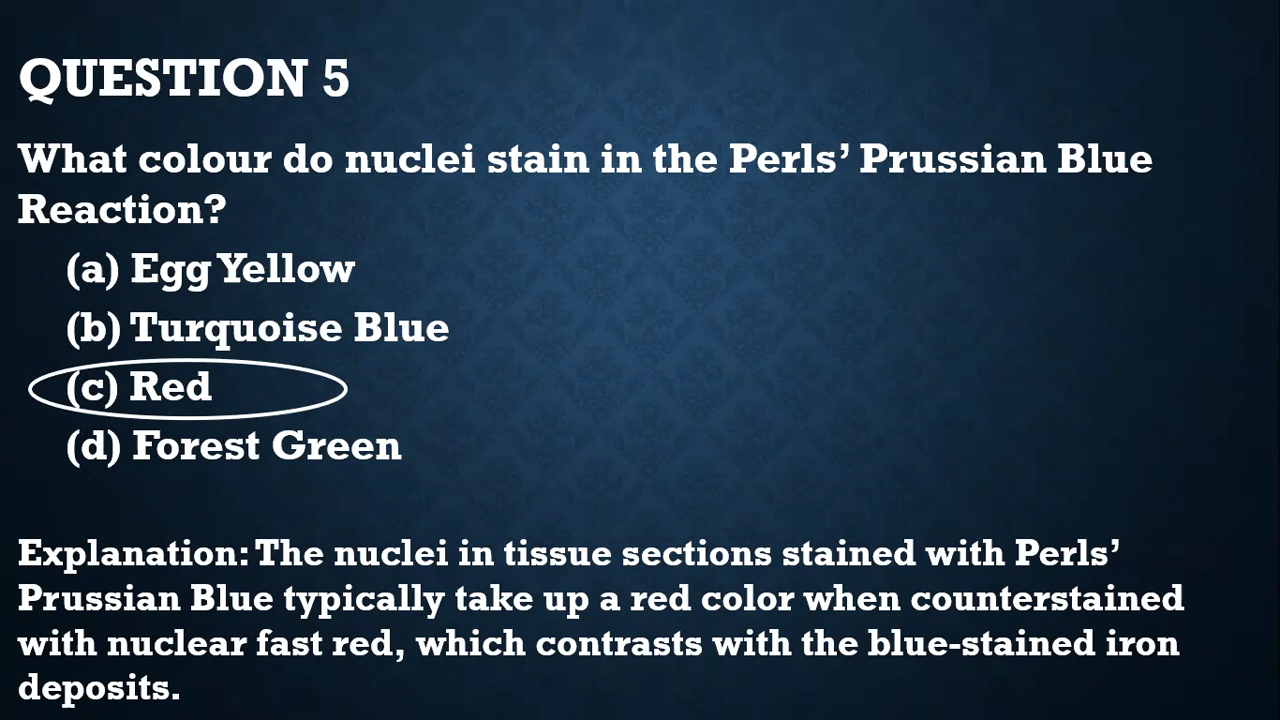 QUESTION 5
What colour do nuclei stain in the Perls’ Prussian Blue
Reaction?
(a) Egg Yellow
(b) Turquoise Blue
(c) Red
(d) Forest Green
Explanation: The nuclei in tissue sections stained with Perls’
Prussian Blue typically take up a red color when counterstained
with nuclear fast red, which contrasts with the blue-stained iron
deposits.